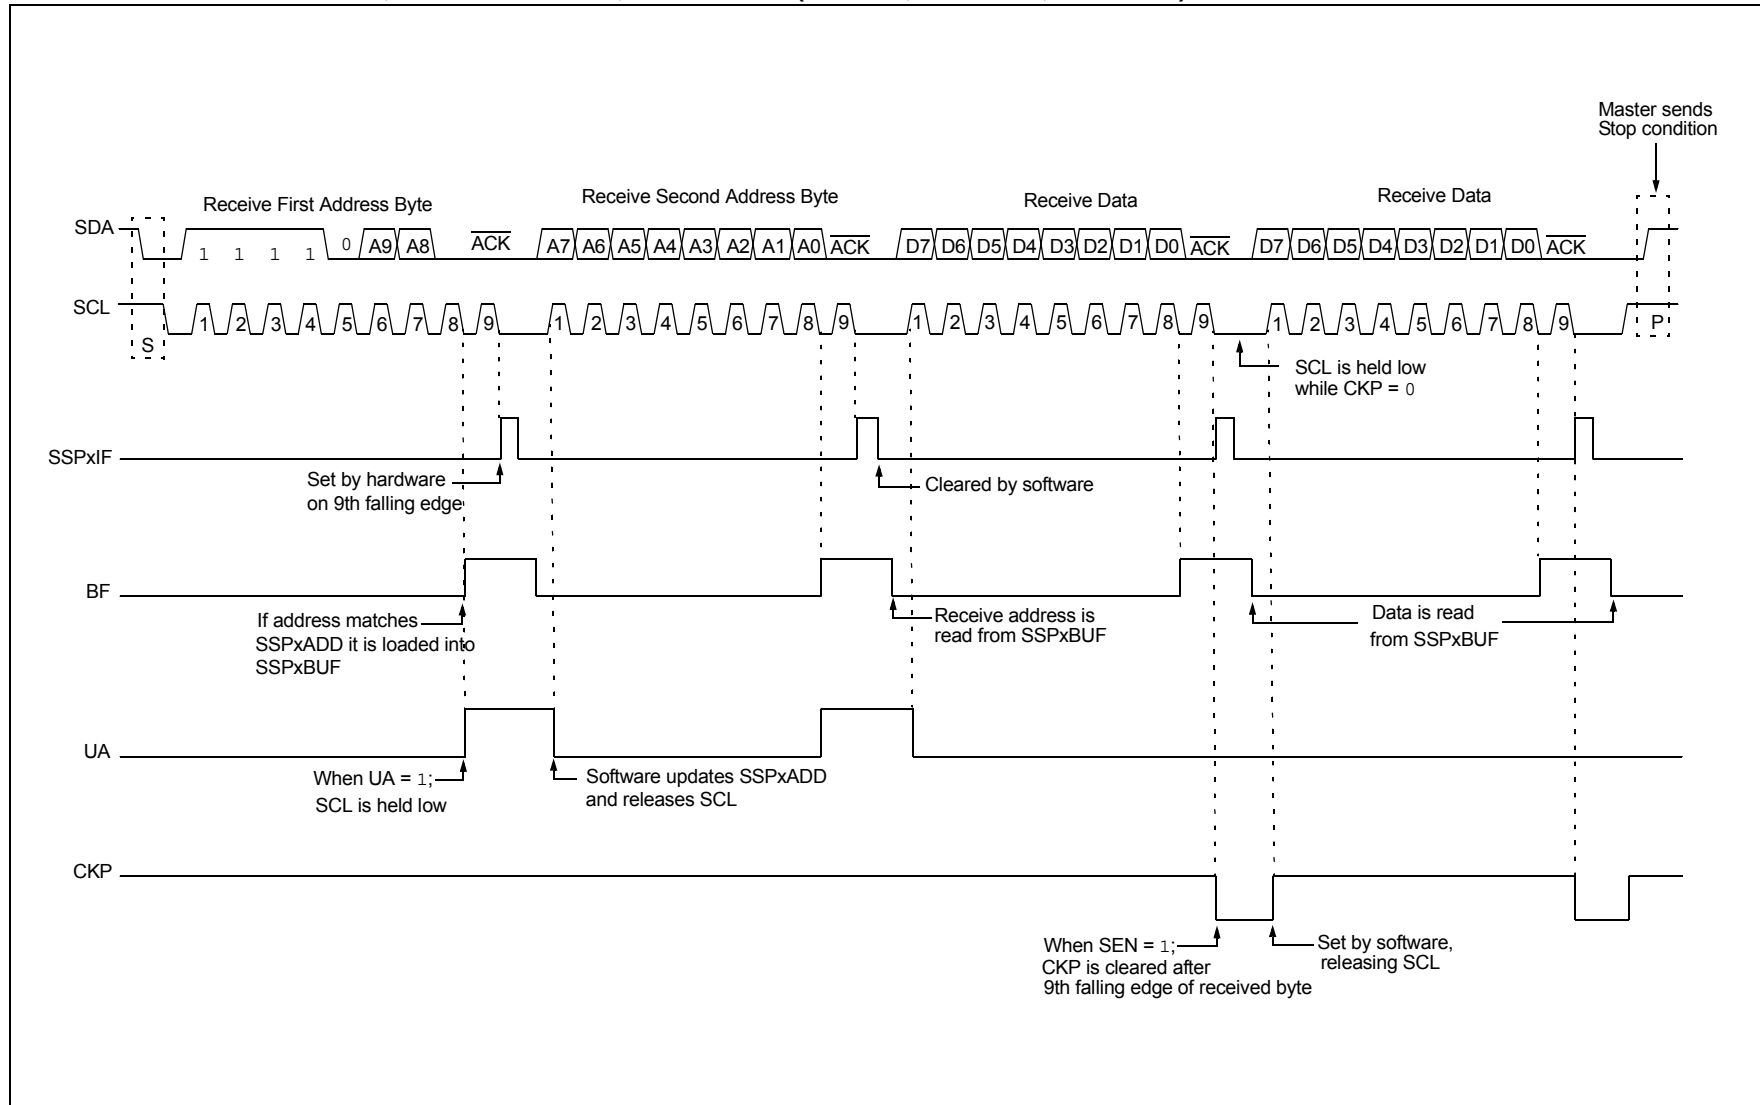 Master sends
Stop condition
Receive First Address Byte
Receive Second Address Byte
Receive Data
Receive Data
SDA
1 1 1 1 0 A9 A8 ACK A7 A6 A5 A4 A3 A2 A1 A0 ACK D7 D6 D5 D4 D3 D2 D1 D0 ACK D7 D6 D5 D4 D3 D2 D1 D0 ACK
SCL
S 1 2 3 4 5 6 7 8 9 1 2 3 4 5 6 7 8 9 1 2 3 4 5 6 7 8 9 1 2 3 4 5 6 7 8 9 P
SCL is held low
while CKP = 0
SSPxIF
Set by hardware
on 9th falling edge
Cleared by software
BF
If address matches
SSPxADD it is loaded into
SSPxBUF
Receive address is
read from SSPxBUF
Data is read
from SSPxBUF
UA
When UA = 1;
SCL is held low
Software updates SSPxADD
and releases SCL
CKP
When SEN = 1;
CKP is cleared after
9th falling edge of received byte
Set by software,
releasing SCL